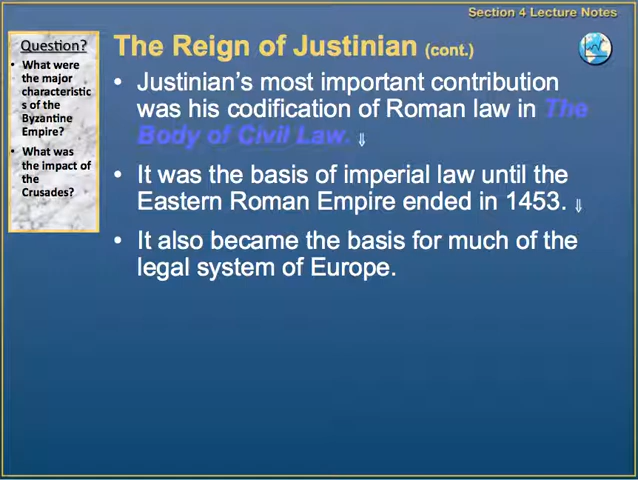 Section 4 Lecture Notes
Question?
• What were
the major
characteristic
s of the
Byzantine
Empire?
• What was
the impact of
the
Crusades?
The Reign of Justinian (cont.)
• Justinian's most important contribution
was his codification of Roman law in The
Body of Civil Law. ⇓
• It was the basis of imperial law until the
Eastern Roman Empire ended in 1453. ⇓
• It also became the basis for much of the
legal system of Europe.